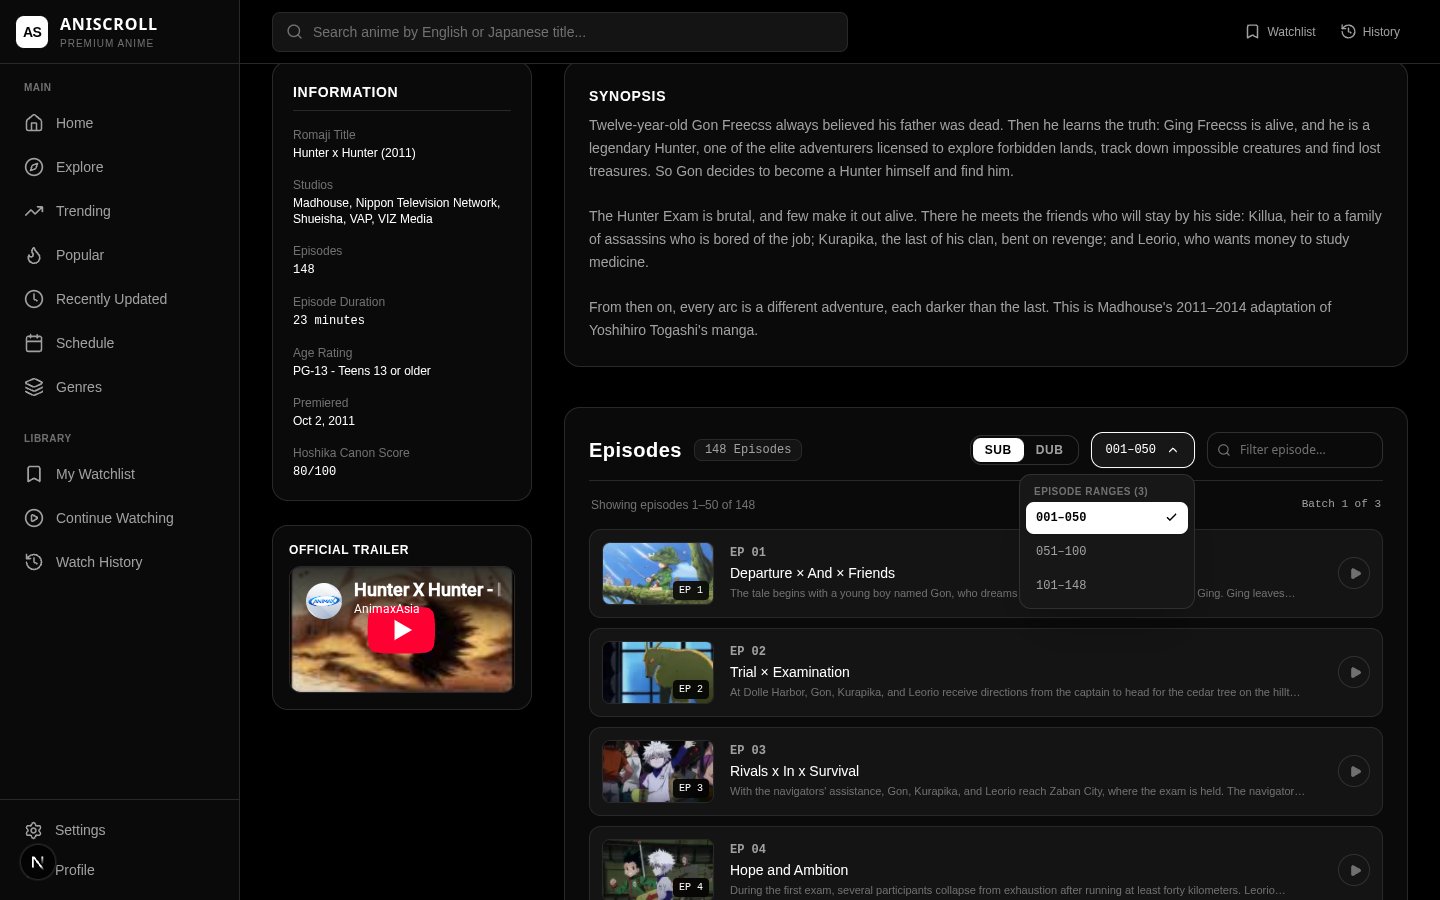 AS
ANISCROLL
PREMIUM ANIME
Search anime by English or Japanese title...
Watchlist
History
MAIN
Home
Explore
Trending
Popular
Recently Updated
Schedule
Genres
LIBRARY
My Watchlist
Continue Watching
Watch History
Settings
N
Profile
INFORMATION
Romaji Title
Hunter x Hunter (2011)
Studios
Madhouse, Nippon Television Network,
Shueisha, VAP, VIZ Media
Episodes
148
Episode Duration
23 minutes
Age Rating
PG-13 - Teens 13 or older
Premiered
Oct 2, 2011
Hoshika Canon Score
80/100
OFFICIAL TRAILER
ANIMAX
Hunter X Hunter -
AnimaxAsia
SYNOPSIS
Twelve-year-old Gon Freecss always believed his father was dead. Then he learns the truth: Ging Freecss is alive, and he is a
legendary Hunter, one of the elite adventurers licensed to explore forbidden lands, track down impossible creatures and find lost
treasures. So Gon decides to become a Hunter himself and find him.
The Hunter Exam is brutal, and few make it out alive. There he meets the friends who will stay by his side: Killua, heir to a family
of assassins who is bored of the job; Kurapika, the last of his clan, bent on revenge; and Leorio, who wants money to study
medicine.
From then on, every arc is a different adventure, each darker than the last. This is Madhouse's 2011–2014 adaptation of
Yoshihiro Togashi's manga.
Episodes
148 Episodes
SUB
DUB
001–050
Filter episode...
Showing episodes 1–50 of 148
Batch 1 of 3
EPISODE RANGES (3)
001–050
051–100
101–148
EP 1
EP 01
Departure × And × Friends
The tale begins with a young boy named Gon, who dreams
Ging. Ging leaves…
EP 2
EP 02
Trial × Examination
At Dolle Harbor, Gon, Kurapika, and Leorio receive directions from the captain to head for the cedar tree on the hillt…
EP 3
EP 03
Rivals x In x Survival
With the navigators' assistance, Gon, Kurapika, and Leorio reach Zaban City, where the exam is held. The navigator…
EP 4
EP 04
Hope and Ambition
During the first exam, several participants collapse from exhaustion after running at least forty kilometers. Leorio…